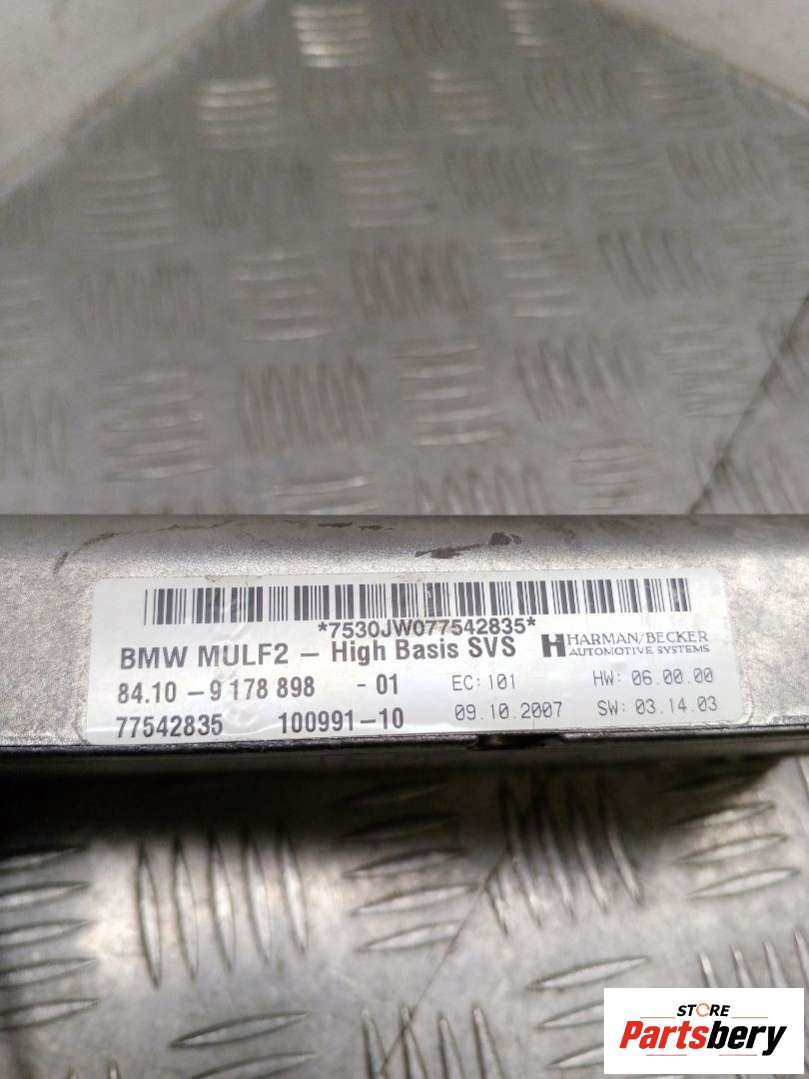 *7530JW077542835*
BMW MULF2 – High Basis SVS
HARMAN/BECKER
AUTOMOTIVE SYSTEMS
84.10 – 9 178 898 - 01 EC: 101 HW: 06.00.00
77542835 100991–10 09.10.2007 SW: 03.14.03
STORE
Partsbery